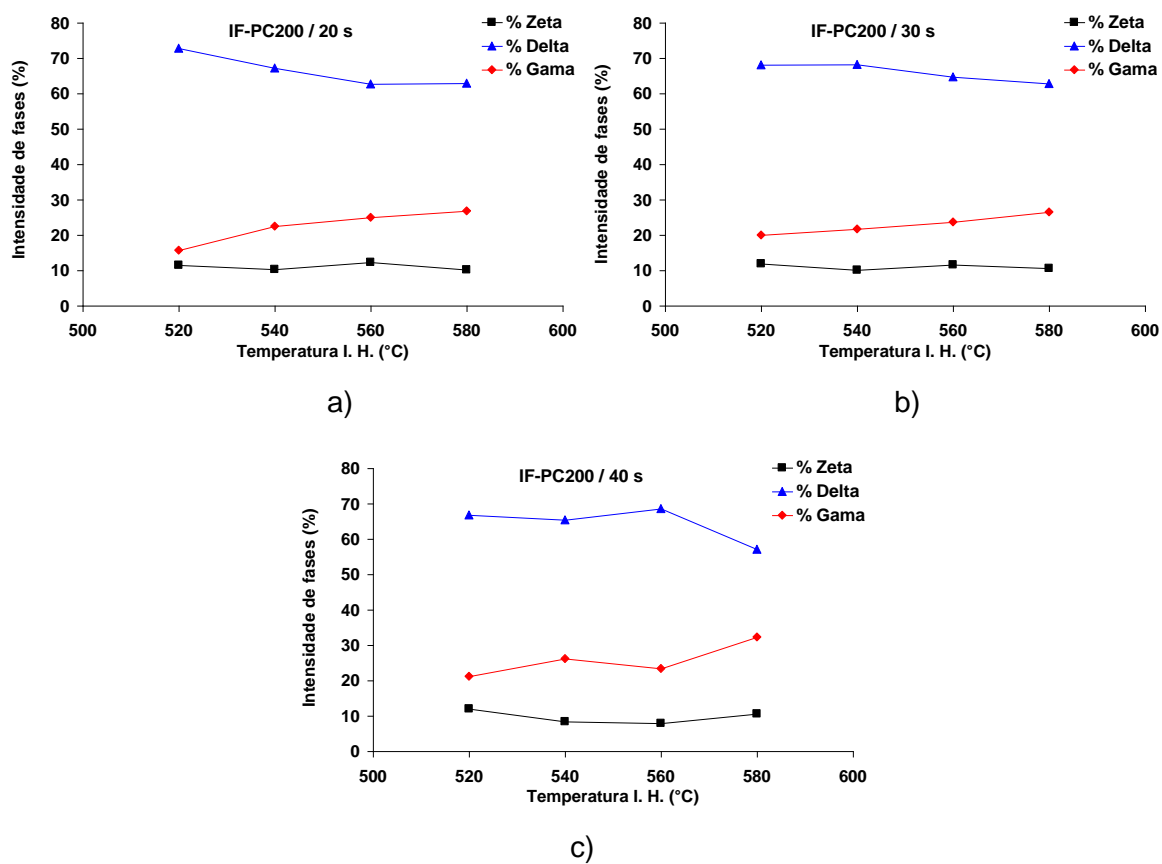 IF-PC200 / 20 s
% Zeta
% Delta
% Gama
Intensidade de fases (%)
80
70
60
50
40
30
20
10
0
500 520 540 560 580 600
Temperatura I. H. (°C)
a)
IF-PC200 / 30 s
% Zeta
% Delta
% Gama
Intensidade de fases (%)
80
70
60
50
40
30
20
10
0
500 520 540 560 580 600
Temperatura I. H. (°C)
b)
IF-PC200 / 40 s
% Zeta
% Delta
% Gama
Intensidade de fases (%)
80
70
60
50
40
30
20
10
0
500 520 540 560 580 600
Temperatura I. H. (°C)
c)